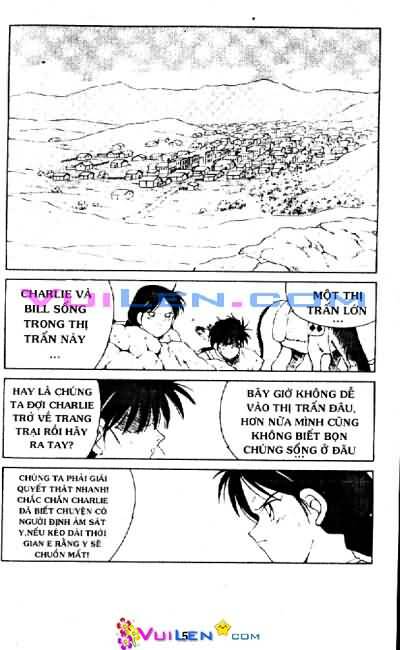 VUILEN.COM
CHARLIE VÀ
BILL SỐNG
TRONG THỊ
TRẤN NÀY
...
MỘT THỊ
TRẤN LỚN
...
HAY LÀ CHÚNG
TA ĐỢI CHARLIE
TRỞ VỀ TRANG
TRẠI RỒI HÃY
RA TAY?
BÂY GIỜ KHÔNG DỄ
VÀO THỊ TRẤN ĐÂU,
HƠN NỮA MÌNH CŨNG
KHÔNG BIẾT BỌN
CHÚNG SỐNG Ở ĐÂU
CHÚNG TA PHẢI GIẢI
QUYẾT THẬT NHANH!
CHẮC CHẮN CHARLIE
ĐÃ BIẾT CHUYỆN CÓ
NGƯỜI ĐỊNH ÁM SÁT
Y, NẾU KÉO DÀI THỜI
GIAN E RẰNG Y SẼ
CHUỒN MẤT!
5
VUILEN.COM